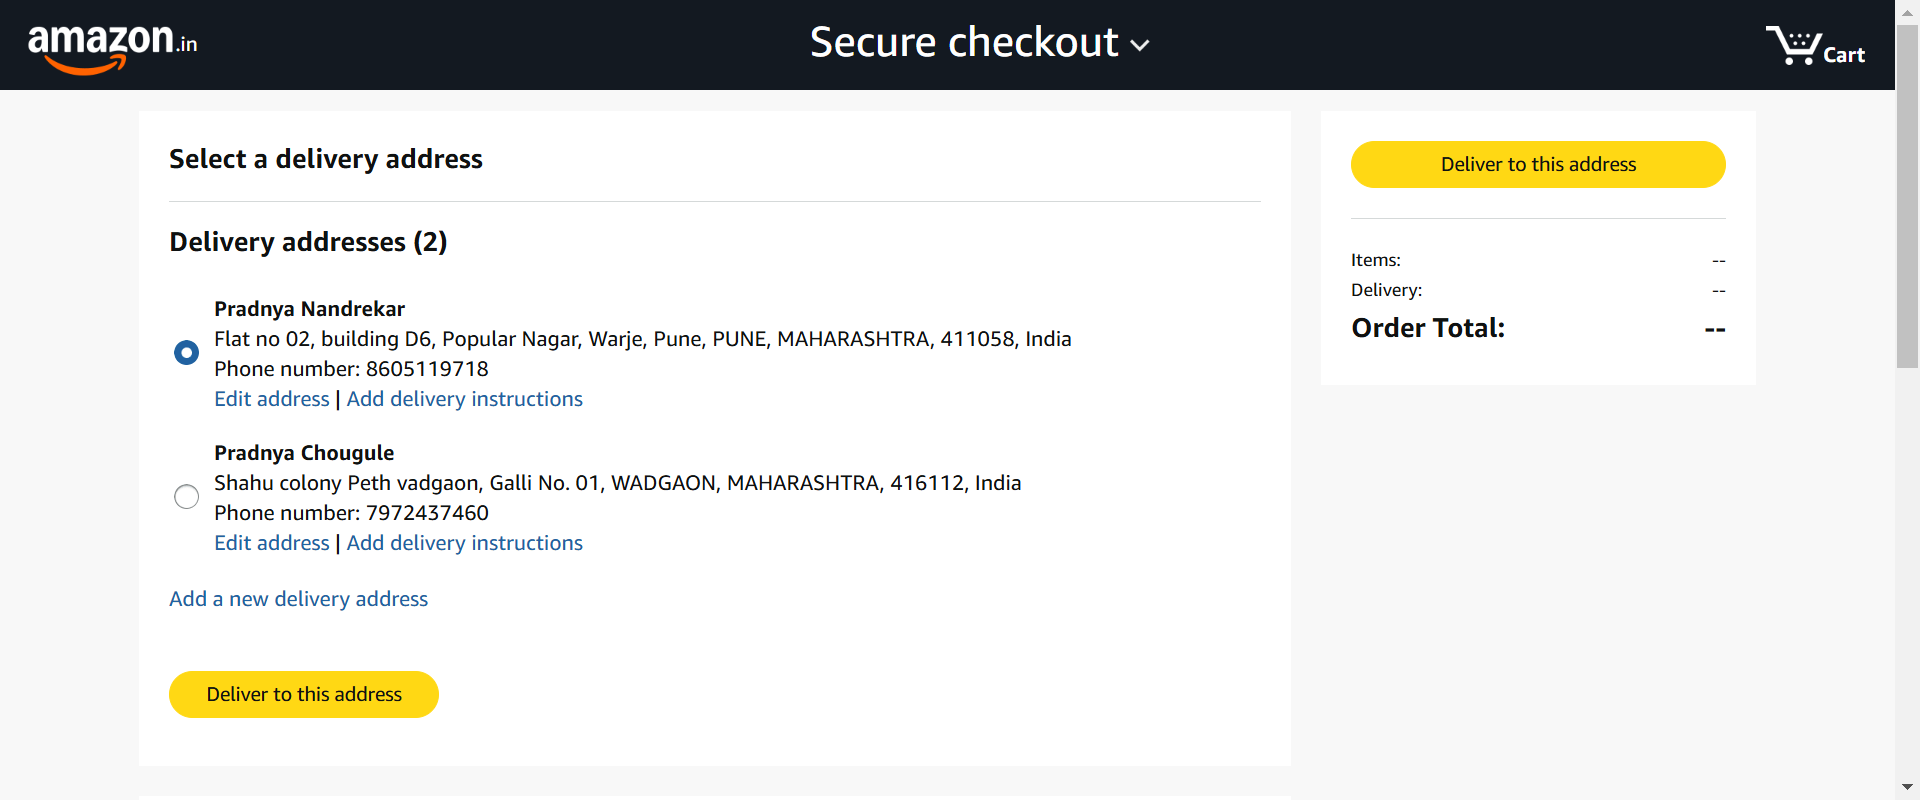 amazon.in
Secure checkout
Cart
Select a delivery address
Delivery addresses (2)
Pradnya Nandrekar
Flat no 02, building D6, Popular Nagar, Warje, Pune, PUNE, MAHARASHTRA, 411058, India
Phone number: 8605119718
Edit address | Add delivery instructions
Pradnya Chougule
Shahu colony Peth vadgaon, Galli No. 01, WADGAON, MAHARASHTRA, 416112, India
Phone number: 7972437460
Edit address | Add delivery instructions
Add a new delivery address
Deliver to this address
Deliver to this address
Items: --
Delivery: --
Order Total: --